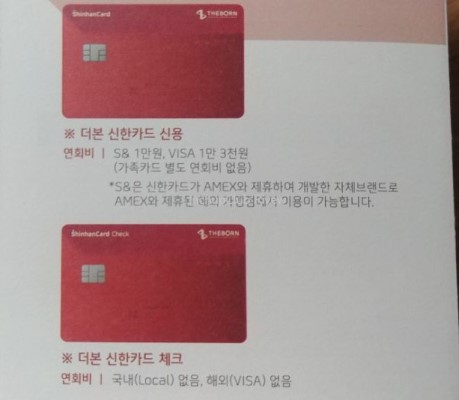 ShinhanCard THEBORN
※ 더본 신한카드 신용
연회비 | S& 1만원, VISA 1만 3천원
(가족카드 별도 연회비 없음)
*S&은 신한카드가 AMEX와 제휴하여 개발한 자체브랜드로
AMEX와 제휴된 해외 가맹점에서 이용이 가능합니다.
ShinhanCard Check THEBORN
※ 더본 신한카드 체크
연회비 | 국내(Local) 없음, 해외(VISA) 없음